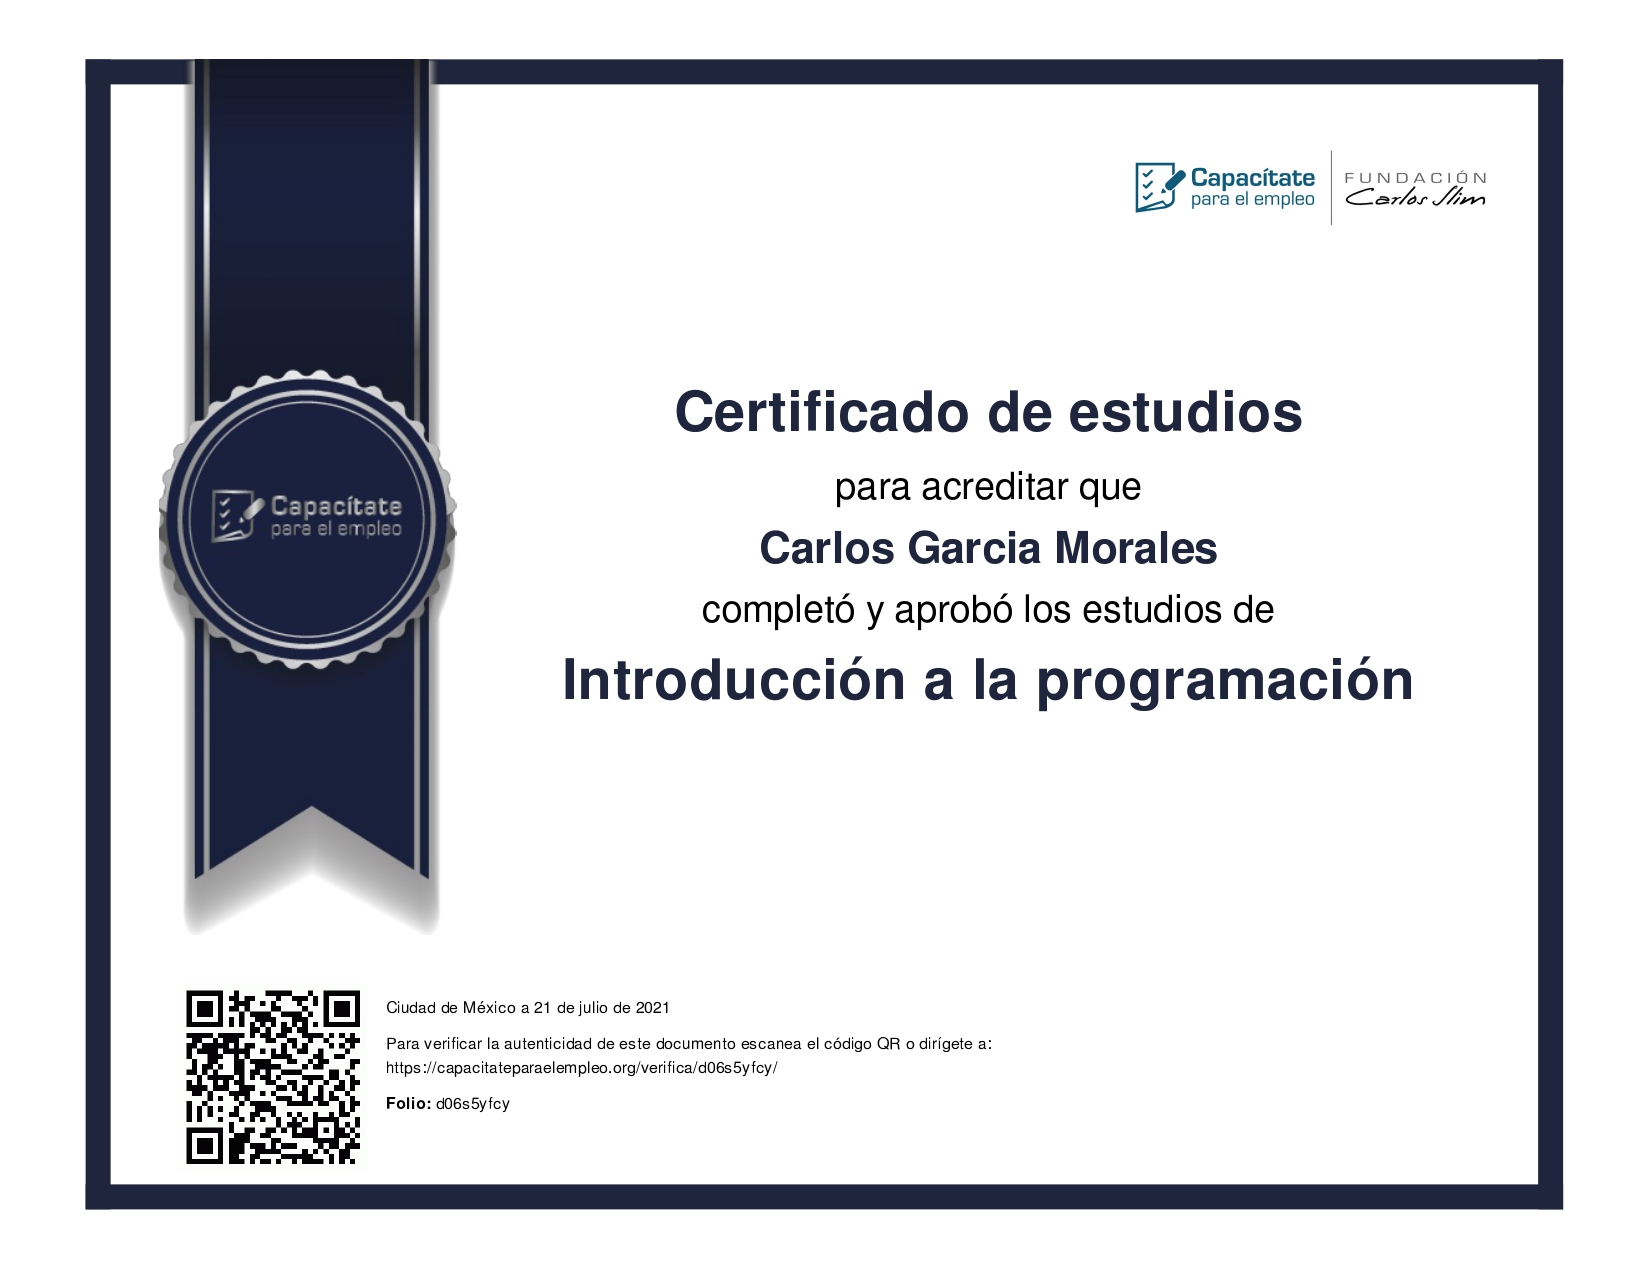 Capacítate
para el empleo
FUNDACIÓN
Carlos Slim
Certificado de estudios
para acreditar que
Carlos Garcia Morales
completó y aprobó los estudios de
Introducción a la programación
Capacítate
para el empleo
Ciudad de México a 21 de julio de 2021
Para verificar la autenticidad de este documento escanea el código QR o dirígete a:
https://capacitateparaelempleo.org/verifica/d06s5yfcy/
Folio: d06s5yfcy